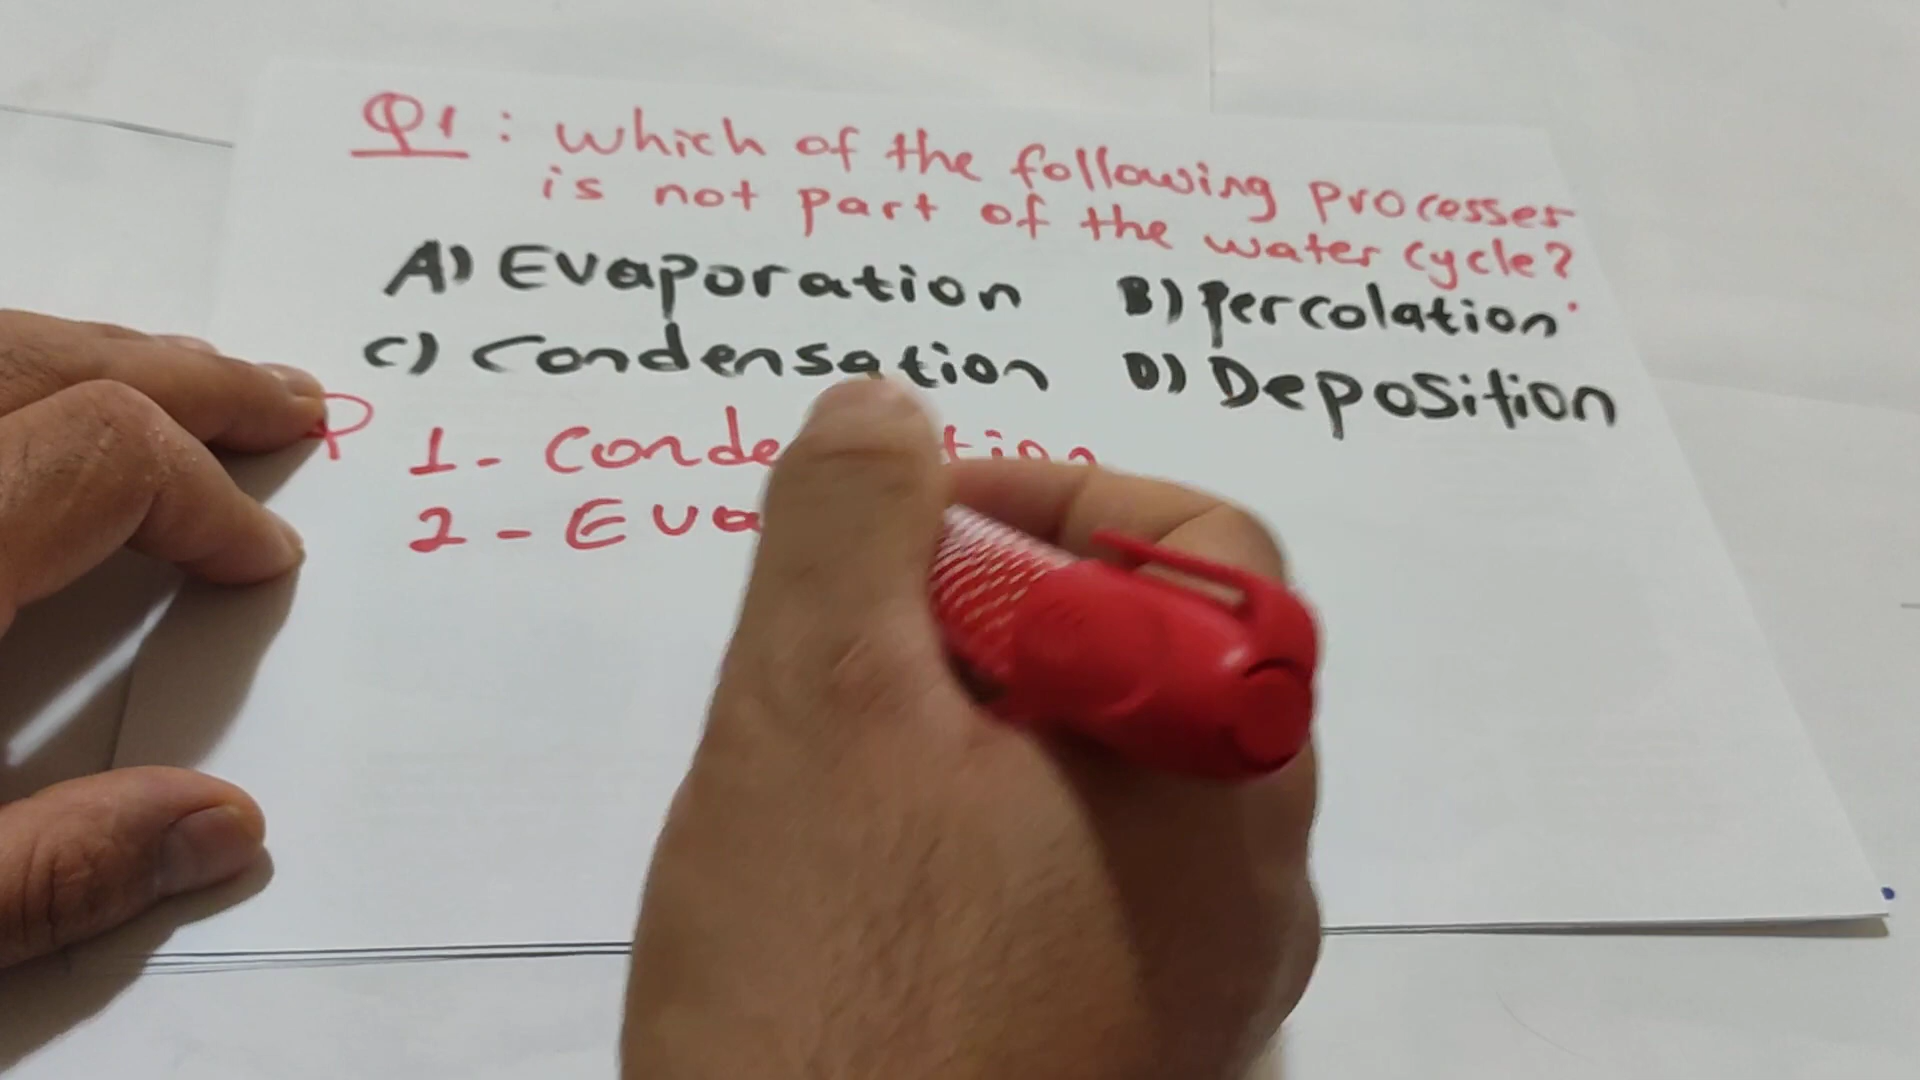 Q1 : which of the following processes
is not part of the water cycle?
A) Evaporation B) Percolation
C) Condensation D) Deposition
1 - Conde tion
2 - Eva